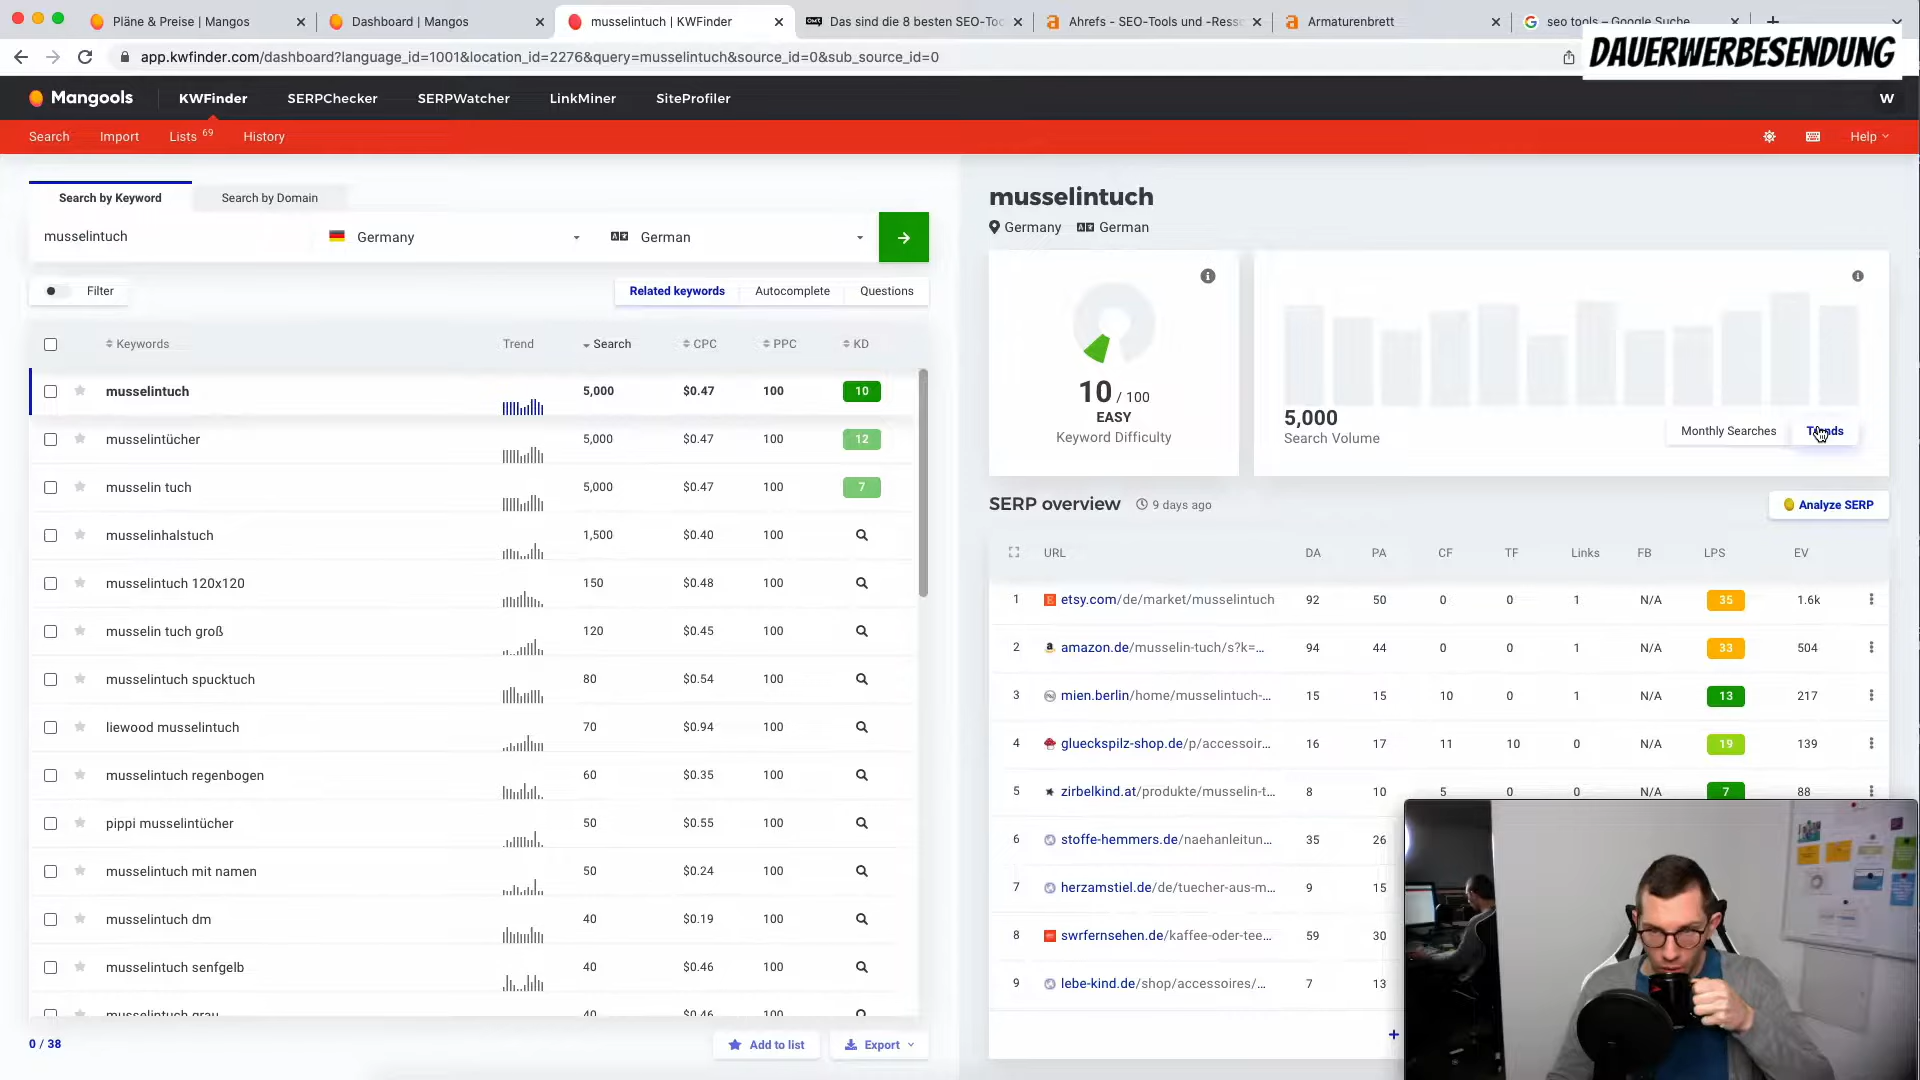 Pläne & Preise | Mangos
Dashboard | Mangos
musselintuch | KWFinder
Das sind die 8 besten SEO-Too
Ahrefs - SEO-Tools und -Resso
Armaturenbrett
seo tools – Google Suche
DAUERWERBESENDUNG
app.kwfinder.com/dashboard?language_id=1001&location_id=2276&query=musselintuch&source_id=0&sub_source_id=0
Mangools
KWFinder
SERPChecker
SERPWatcher
LinkMiner
SiteProfiler
W
Search
Import
Lists 69
History
Help
Search by Keyword
Search by Domain
musselintuch
Germany
German
Filter
Related keywords
Autocomplete
Questions
Keywords Trend Search CPC PPC KD
musselintuch 5,000 $0.47 100 10
musselintücher 5,000 $0.47 100 12
musselin tuch 5,000 $0.47 100 7
musselinhalstuch 1,500 $0.40 100
musselintuch 120x120 150 $0.48 100
musselin tuch groß 120 $0.45 100
musselintuch spucktuch 80 $0.54 100
liewood musselintuch 70 $0.94 100
musselintuch regenbogen 60 $0.35 100
pippi musselintücher 50 $0.55 100
musselintuch mit namen 50 $0.24 100
musselintuch dm 40 $0.19 100
musselintuch senfgelb 40 $0.46 100
musselintuch grau 40 $0.46 100
0 / 38
Add to list
Export
musselintuch
Germany German
10 / 100
EASY
Keyword Difficulty
5,000
Search Volume
Monthly Searches
Trends
SERP overview
9 days ago
Analyze SERP
URL DA PA CF TF Links FB LPS EV
1 etsy.com/de/market/musselintuch 92 50 0 0 1 N/A 35 1.6k
2 amazon.de/musselin-tuch/s?k=... 94 44 0 0 1 N/A 33 504
3 mien.berlin/home/musselintuch-... 15 15 10 0 1 N/A 13 217
4 glueckspilz-shop.de/p/accessoir... 16 17 11 10 0 N/A 19 139
5 zirbelkind.at/produkte/musselin-t... 8 10 5 0 0 N/A 7 88
6 stoffe-hemmers.de/naehanleitun... 35 26
7 herzamstiel.de/de/tuecher-aus-m... 9 15
8 swrfernsehen.de/kaffee-oder-tee... 59 30
9 lebe-kind.de/shop/accessoires/... 7 13